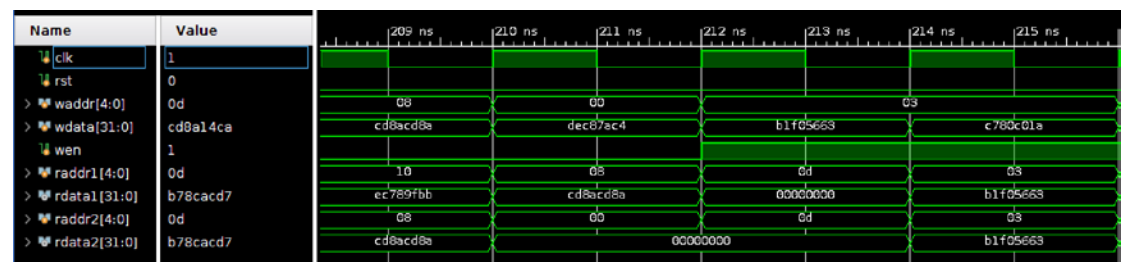 Name Value 209 ns 210 ns 211 ns 212 ns 213 ns 214 ns 215 ns
clk 1
rst 0
waddr[4:0] 0d 08 00 03
wdata[31:0] cd8a14ca cd8acd8a dec87ac4 b1f05663 c780c01a
wen 1
raddr1[4:0] 0d 10 08 0d 03
rdata1[31:0] b78cacd7 ec789fbb cd8acd8a 00000000 b1f05663
raddr2[4:0] 0d 08 00 0d 03
rdata2[31:0] b78cacd7 cd8acd8a 00000000 b1f05663